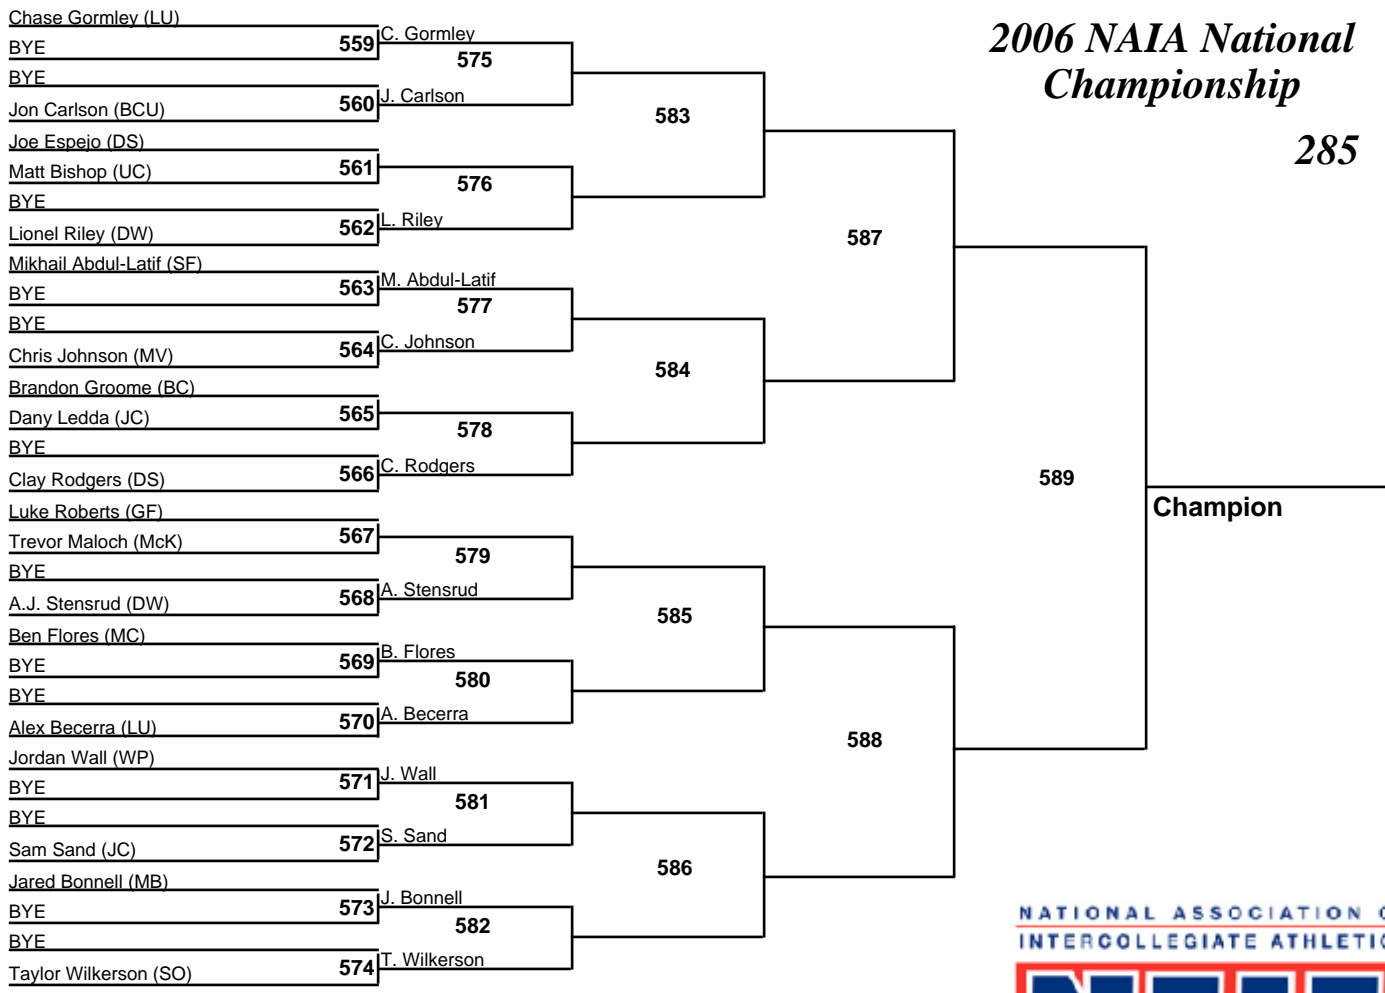 Chase Gormley (LU)
BYE
559
C. Gormley
575
BYE
Jon Carlson (BCU)
560
J. Carlson
583
Joe Espejo (DS)
Matt Bishop (UC)
561
576
BYE
Lionel Riley (DW)
562
L. Riley
587
Mikhail Abdul-Latif (SF)
BYE
563
M. Abdul-Latif
577
BYE
Chris Johnson (MV)
564
C. Johnson
584
Brandon Groome (BC)
Dany Ledda (JC)
565
578
BYE
Clay Rodgers (DS)
566
C. Rodgers
589
Champion
Luke Roberts (GF)
Trevor Maloch (McK)
567
579
BYE
A.J. Stensrud (DW)
568
A. Stensrud
585
Ben Flores (MC)
BYE
569
B. Flores
580
BYE
Alex Becerra (LU)
570
A. Becerra
588
Jordan Wall (WP)
BYE
571
J. Wall
581
BYE
Sam Sand (JC)
572
S. Sand
586
Jared Bonnell (MB)
BYE
573
J. Bonnell
582
BYE
Taylor Wilkerson (SO)
574
T. Wilkerson
2006 NAIA National
Championship
285
NATIONAL ASSOCIATION
INTERCOLLEGIATE